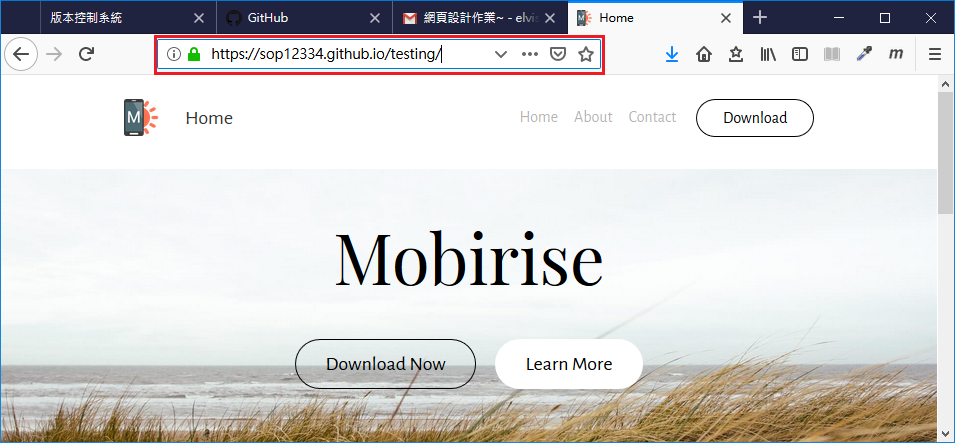 版本控制系統
GitHub
網頁設計作業~ - elvis
Home
https://sop12334.github.io/testing/
m
M
Home
Home
About
Contact
Download
Mobirise
Download Now
Learn More